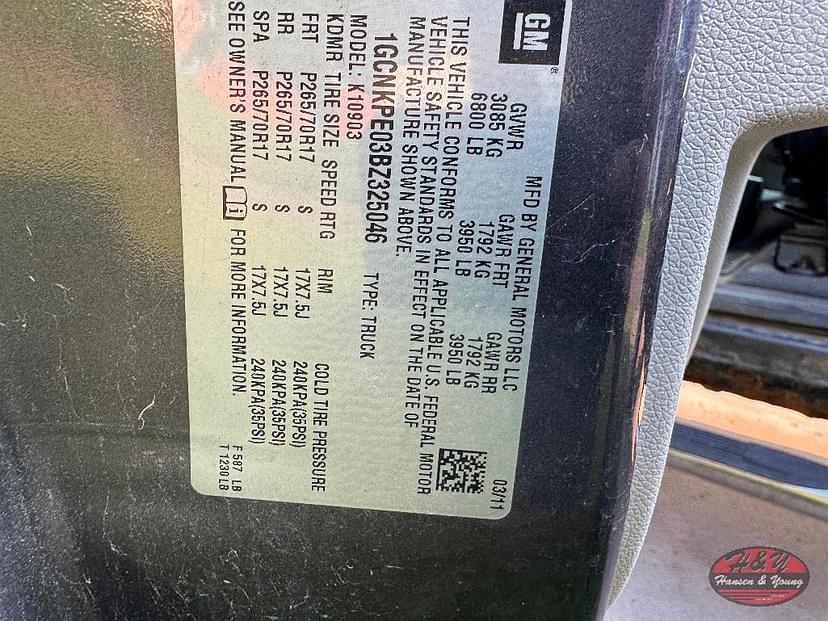 GM®
MFD BY GENERAL MOTORS LLC 03/11
GVWR GAWR FRT GAWR RR
3085 KG 1792 KG 1792 KG
6800 LB 3950 LB 3950 LB
THIS VEHICLE CONFORMS TO ALL APPLICABLE U.S. FEDERAL MOTOR
VEHICLE SAFETY STANDARDS IN EFFECT ON THE DATE OF
MANUFACTURE SHOWN ABOVE.
1GCNKPE03BZ325046 TYPE: TRUCK
MODEL: K10903
KDMR TIRE SIZE SPEED RTG RIM COLD TIRE PRESSURE
FRT P265/70R17 S 17X7.5J 240KPA(35PSI)
RR P265/70R17 S 17X7.5J 240KPA(35PSI)
SPA P265/70R17 S 17X7.5J 240KPA(35PSI)
SEE OWNER'S MANUAL FOR MORE INFORMATION.
F 587 LB
T 1230 LB
H&Y
Hansen & Young